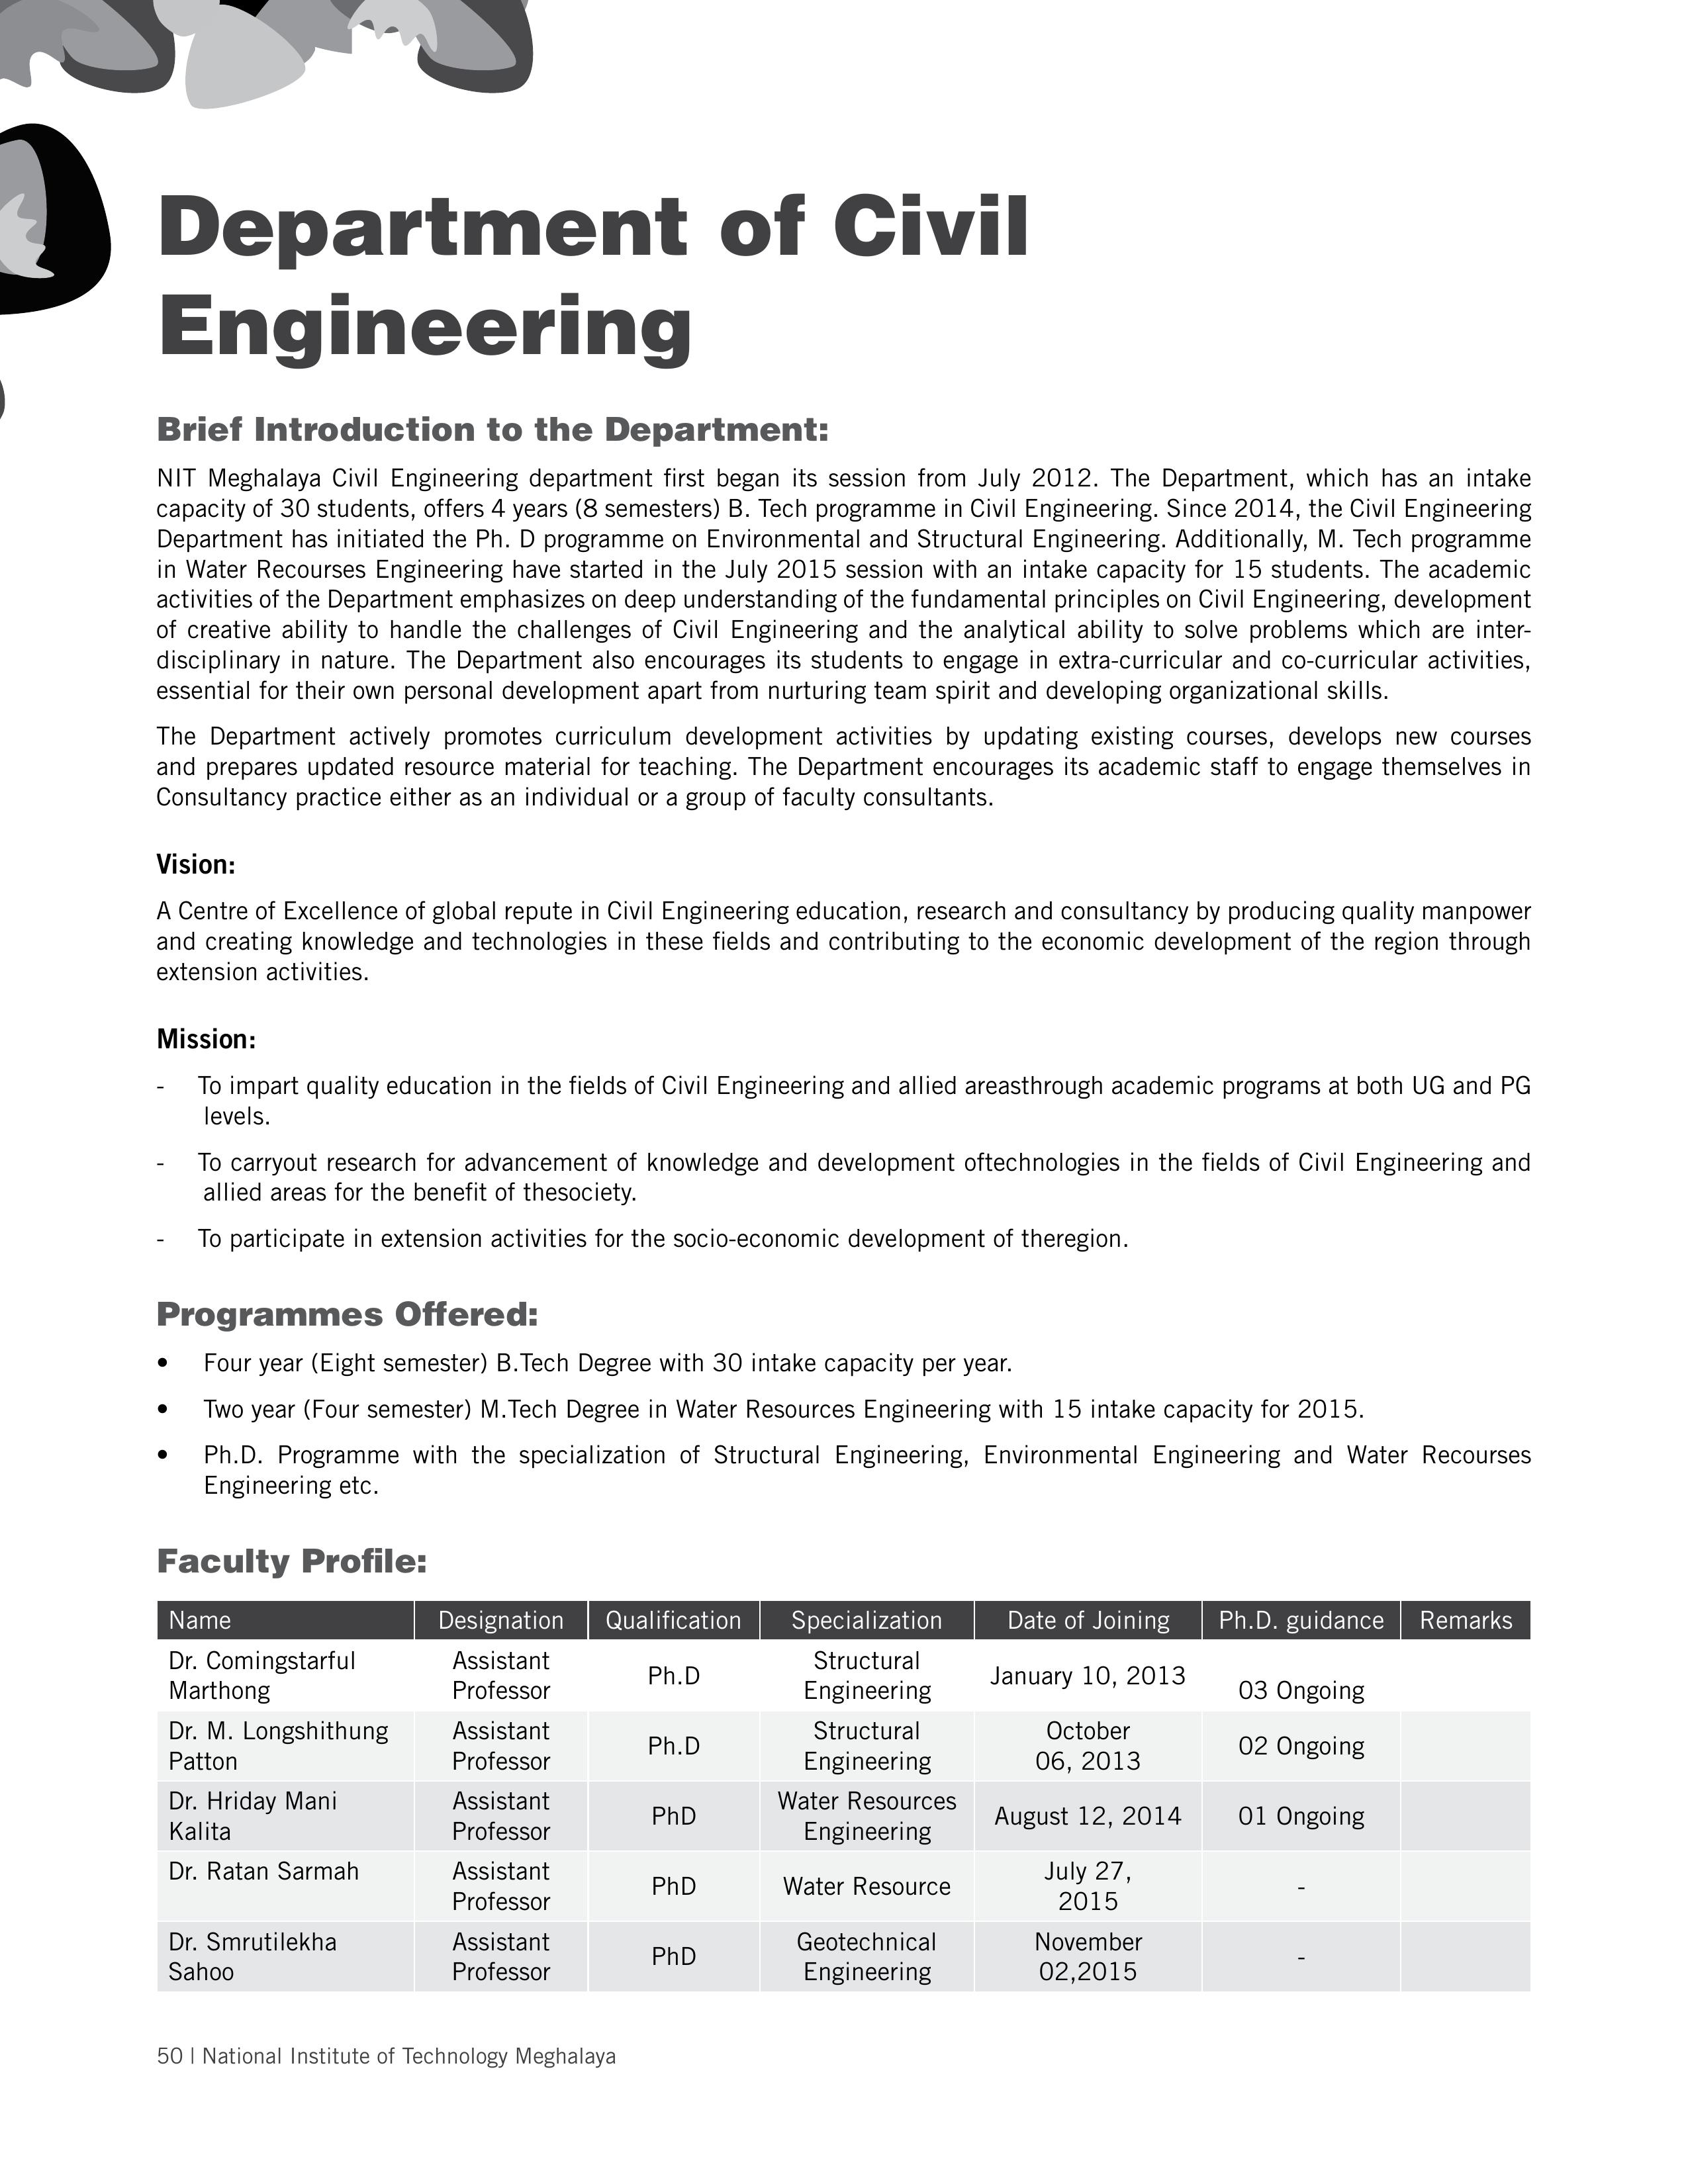 Department of Civil
Engineering
Brief Introduction to the Department:
NIT Meghalaya Civil Engineering department first began its session from July 2012. The Department, which has an intake
capacity of 30 students, offers 4 years (8 semesters) B. Tech programme in Civil Engineering. Since 2014, the Civil Engineering
Department has initiated the Ph. D programme on Environmental and Structural Engineering. Additionally, M. Tech programme
in Water Recourses Engineering have started in the July 2015 session with an intake capacity for 15 students. The academic
activities of the Department emphasizes on deep understanding of the fundamental principles on Civil Engineering, development
of creative ability to handle the challenges of Civil Engineering and the analytical ability to solve problems which are inter-
disciplinary in nature. The Department also encourages its students to engage in extra-curricular and co-curricular activities,
essential for their own personal development apart from nurturing team spirit and developing organizational skills.
The Department actively promotes curriculum development activities by updating existing courses, develops new courses
and prepares updated resource material for teaching. The Department encourages its academic staff to engage themselves in
Consultancy practice either as an individual or a group of faculty consultants.
Vision:
A Centre of Excellence of global repute in Civil Engineering education, research and consultancy by producing quality manpower
and creating knowledge and technologies in these fields and contributing to the economic development of the region through
extension activities.
Mission:
- To impart quality education in the fields of Civil Engineering and allied areasthrough academic programs at both UG and PG
levels.
- To carryout research for advancement of knowledge and development oftechnologies in the fields of Civil Engineering and
allied areas for the benefit of thesociety.
- To participate in extension activities for the socio-economic development of theregion.
Programmes Offered:
• Four year (Eight semester) B.Tech Degree with 30 intake capacity per year.
• Two year (Four semester) M.Tech Degree in Water Resources Engineering with 15 intake capacity for 2015.
• Ph.D. Programme with the specialization of Structural Engineering, Environmental Engineering and Water Recourses
Engineering etc.
Faculty Profile:
Name Designation Qualification Specialization Date of Joining Ph.D. guidance Remarks
Dr. Comingstarful Assistant Structural
Marthong Professor Ph.D Engineering January 10, 2013 03 Ongoing
Dr. M. Longshithung Assistant Structural October
Patton Professor Ph.D Engineering 06, 2013 02 Ongoing
Dr. Hriday Mani Assistant Water Resources
Kalita Professor PhD Engineering August 12, 2014 01 Ongoing
Dr. Ratan Sarmah Assistant July 27,
Professor PhD Water Resource 2015 -
Dr. Smrutilekha Assistant Geotechnical November
Sahoo Professor PhD Engineering 02,2015 -
50 | National Institute of Technology Meghalaya